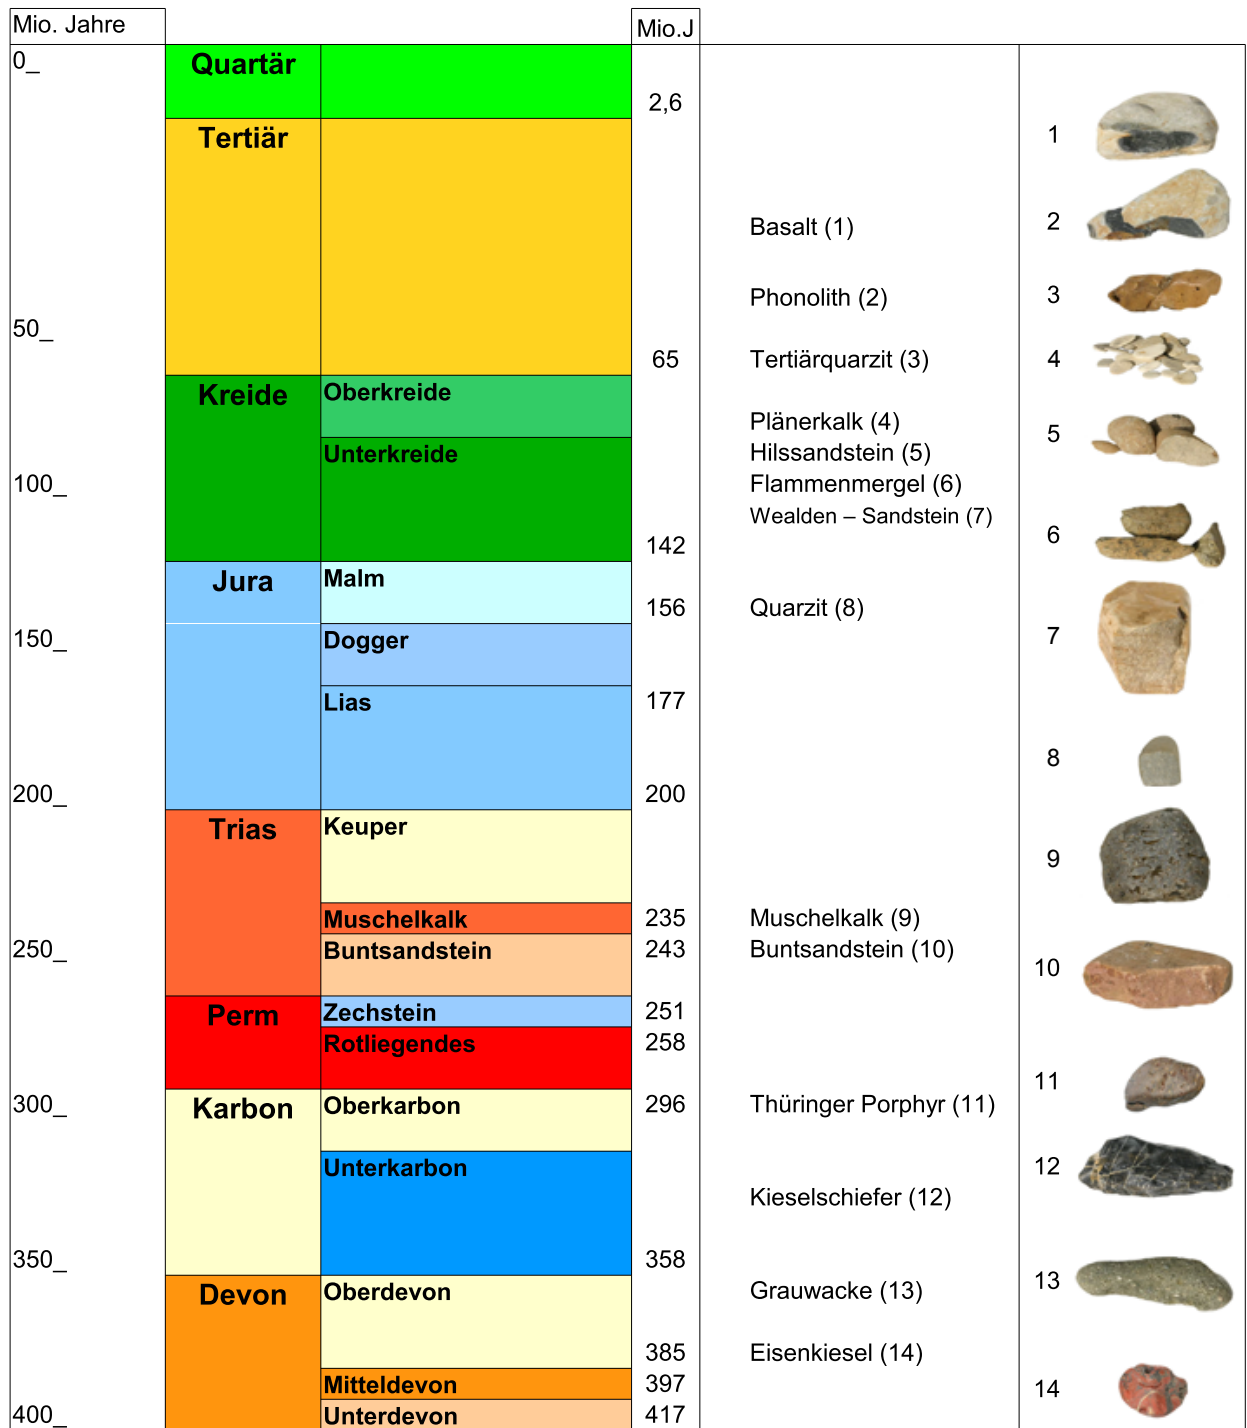 Mio. Jahre
Mio.J
0_
Quartär
2,6
Tertiär
1
Basalt (1)
2
Phonolith (2)
3
50_
65
Tertiärquarzit (3)
4
Kreide
Oberkreide
Plänerkalk (4)
5
Unterkreide
Hilssandstein (5)
100_
Flammenmergel (6)
Wealden – Sandstein (7)
6
142
Jura
Malm
156
Quarzit (8)
7
150_
Dogger
Lias
177
8
200_
200
Trias
Keuper
9
Muschelkalk
235
Muschelkalk (9)
250_
Buntsandstein
243
Buntsandstein (10)
10
Perm
Zechstein
251
Rotliegendes
258
11
300_
Karbon
Oberkarbon
296
Thüringer Porphyr (11)
Unterkarbon
12
Kieselschiefer (12)
350_
358
Devon
Oberdevon
Grauwacke (13)
13
385
Eisenkiesel (14)
Mitteldevon
397
14
400_
Unterdevon
417